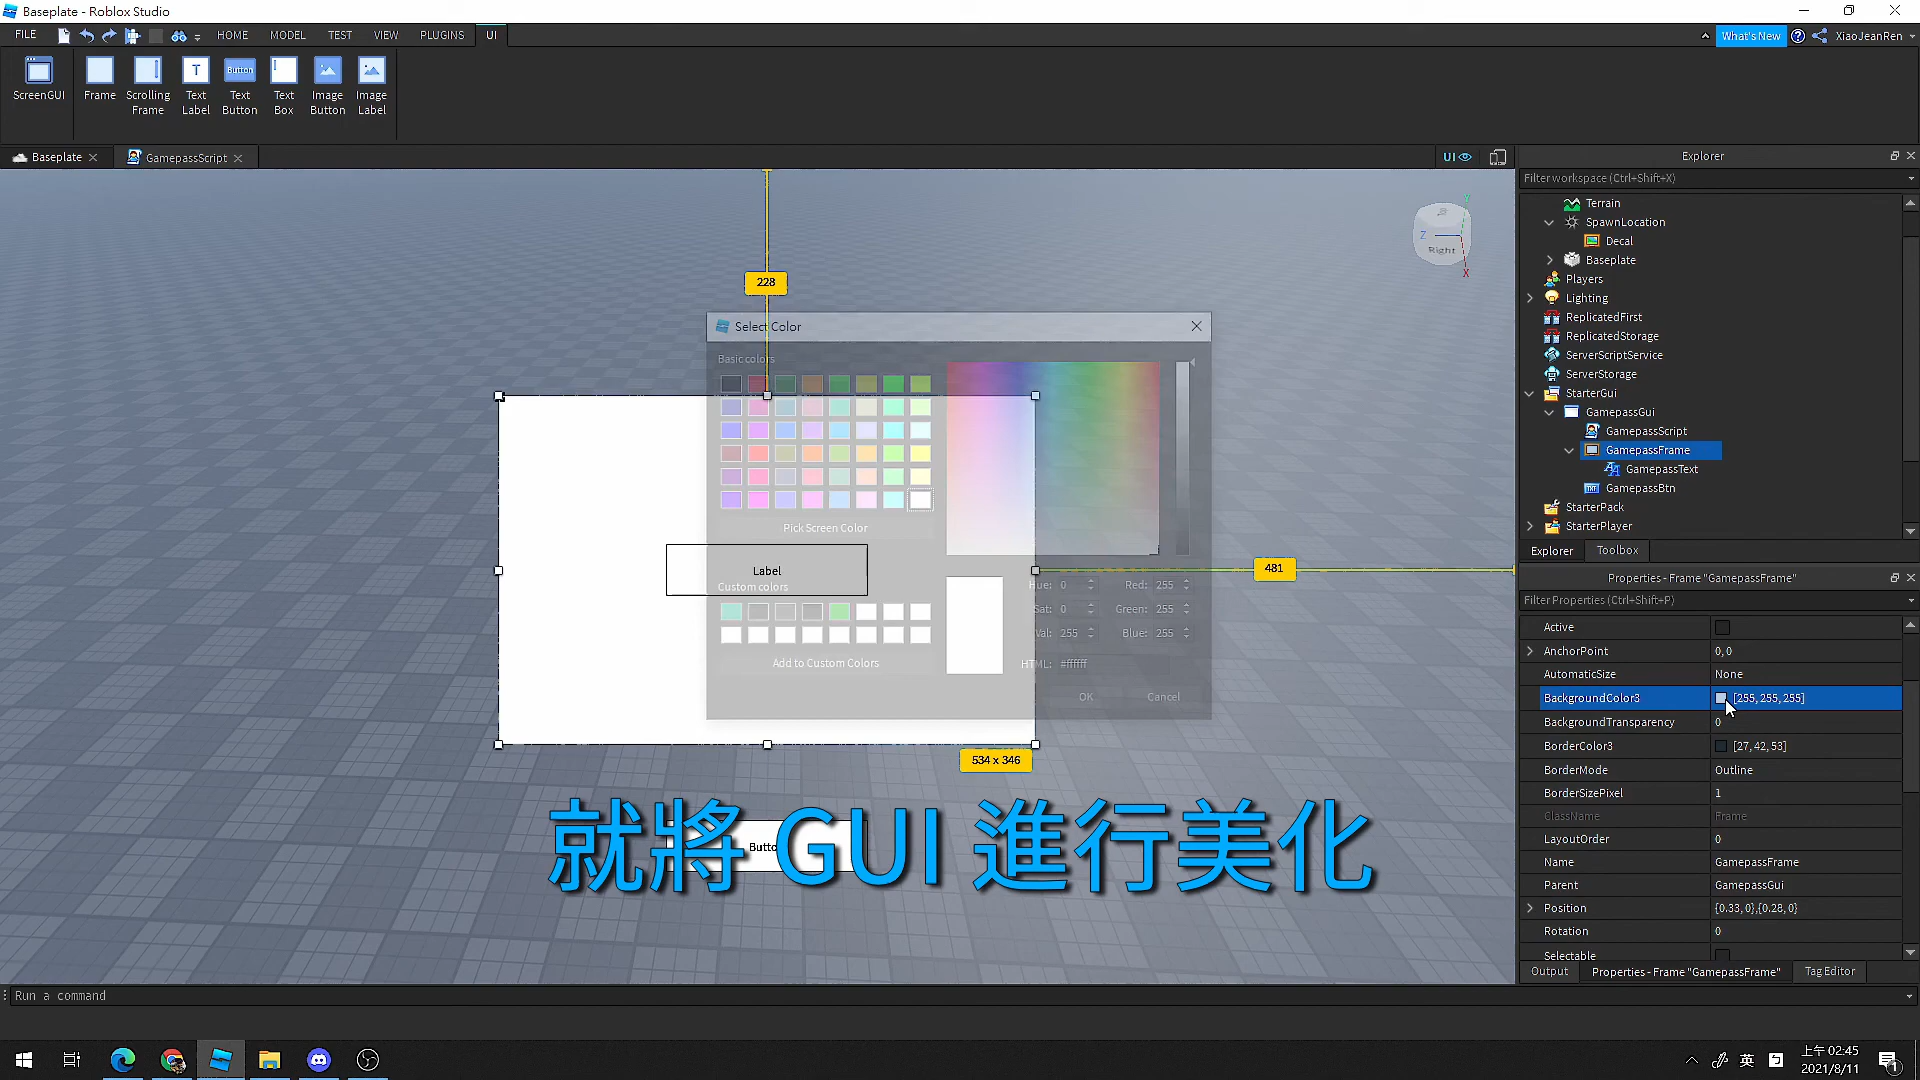 Baseplate - Roblox Studio
FILE HOME MODEL TEST VIEW PLUGINS UI What's New XiaoJeanRen
ScreenGUI
Frame
Scrolling Frame
Text Label
Button
Text Button
Text Box
Image Button
Image Label
Baseplate GamepassScript UI
Explorer
Filter workspace (Ctrl+Shift+X)
Terrain
SpawnLocation
Decal
Baseplate
Players
Lighting
ReplicatedFirst
ReplicatedStorage
ServerScriptService
ServerStorage
StarterGui
GamepassGui
GamepassScript
GamepassFrame
GamepassText
GamepassBtn
StarterPack
StarterPlayer
Explorer Toolbox
Y
Z
Right
X
228
481
534 x 346
Select Color
Basic colors
Pick Screen Color
Label
Custom colors
Add to Custom Colors
Hue: 0 Red: 255
Sat: 0 Green: 255
Val: 255 Blue: 255
HTML: #ffffff
OK Cancel
Properties - Frame "GamepassFrame"
Filter Properties (Ctrl+Shift+P)
Active
AnchorPoint 0, 0
AutomaticSize None
BackgroundColor3 [255, 255, 255]
BackgroundTransparency 0
BorderColor3 [27, 42, 53]
BorderMode Outline
BorderSizePixel 1
ClassName Frame
LayoutOrder 0
Name GamepassFrame
Parent GamepassGui
Position {0.33, 0},{0.28, 0}
Rotation 0
Selectable
Output Properties - Frame "GamepassFrame" Tag Editor
就將 GUI 進行美化
Run a command
英
上午 02:45
2021/8/11
1